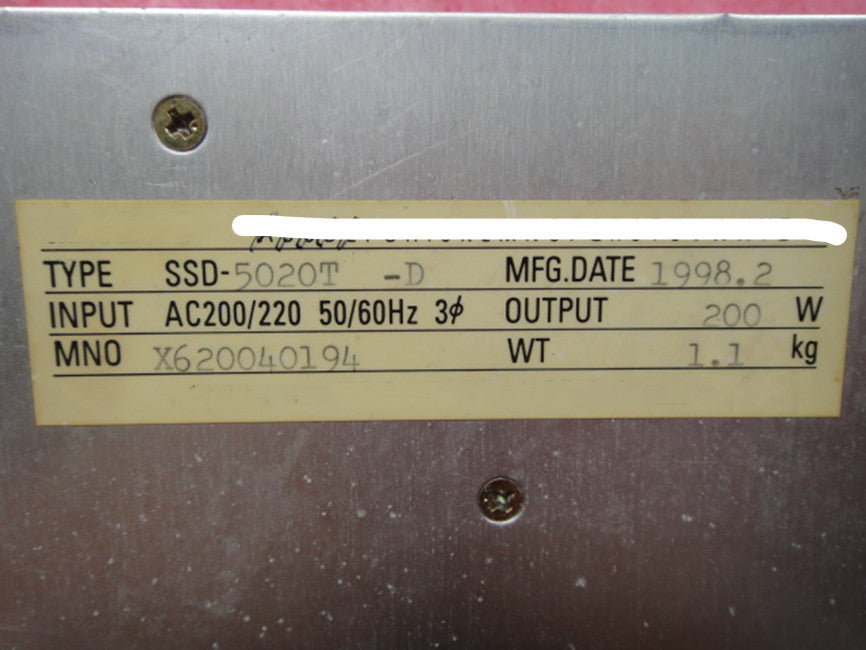 TYPE SSD-5020T -D MFG.DATE 1998.2
INPUT AC200/220 50/60Hz 3φ OUTPUT 200 W
MNO X620040194 WT 1.1 kg